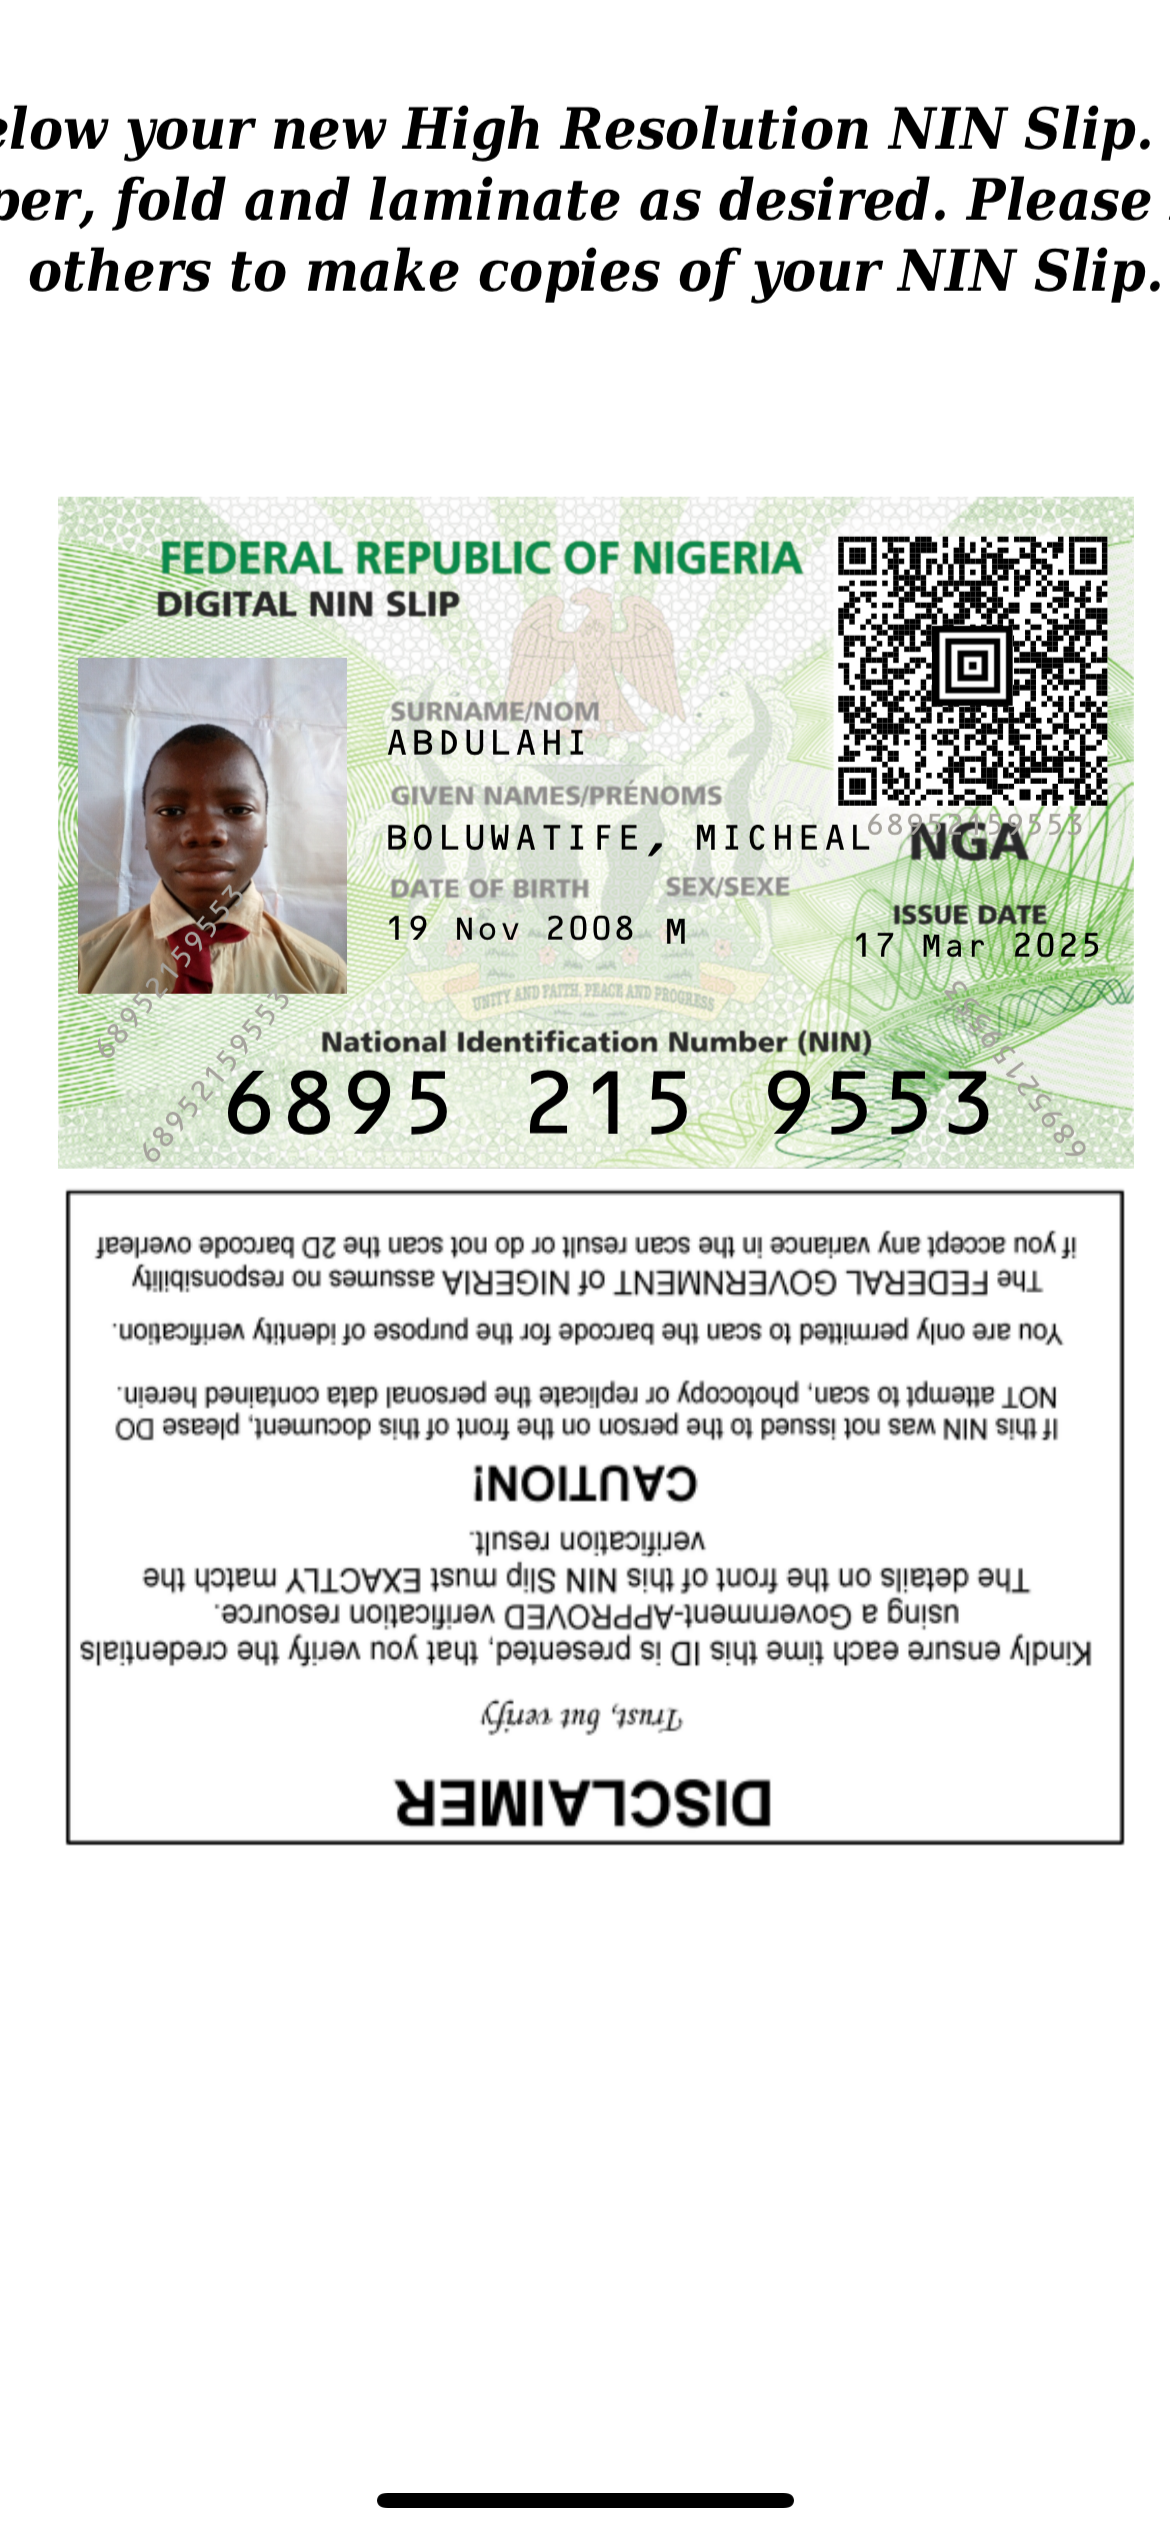 elow your new High Resolution NIN Slip.
per, fold and laminate as desired. Please
others to make copies of your NIN Slip.
FEDERAL REPUBLIC OF NIGERIA
DIGITAL NIN SLIP
SURNAME/NOM
ABDULAHI
GIVEN NAMES/PRÉNOMS
BOLUWATIFE, MICHEAL
68952159553
NGA
DATE OF BIRTH SEX/SEXE
19 Nov 2008 M
ISSUE DATE
17 Mar 2025
68952159553
68952159553
68952159553
UNITY AND FAITH, PEACE AND PROGRESS
National Identification Number (NIN)
6895 215 9553
DISCLAIMER
Trust, but verify
Kindly ensure each time this ID is presented, that you verify the credentials
using a Government-APPROVED verification resource.
The details on the front of this NIN Slip must EXACTLY match the
verification result.
CAUTION!
If this NIN was not issued to the person on the front of this document, please DO
NOT attempt to scan, photocopy or replicate the personal data contained herein.
You are only permitted to scan the barcode for the purpose of identity verification.
The FEDERAL GOVERNMENT of NIGERIA assumes no responsibility
if you accept any variance in the scan result or do not scan the 2D barcode overleaf